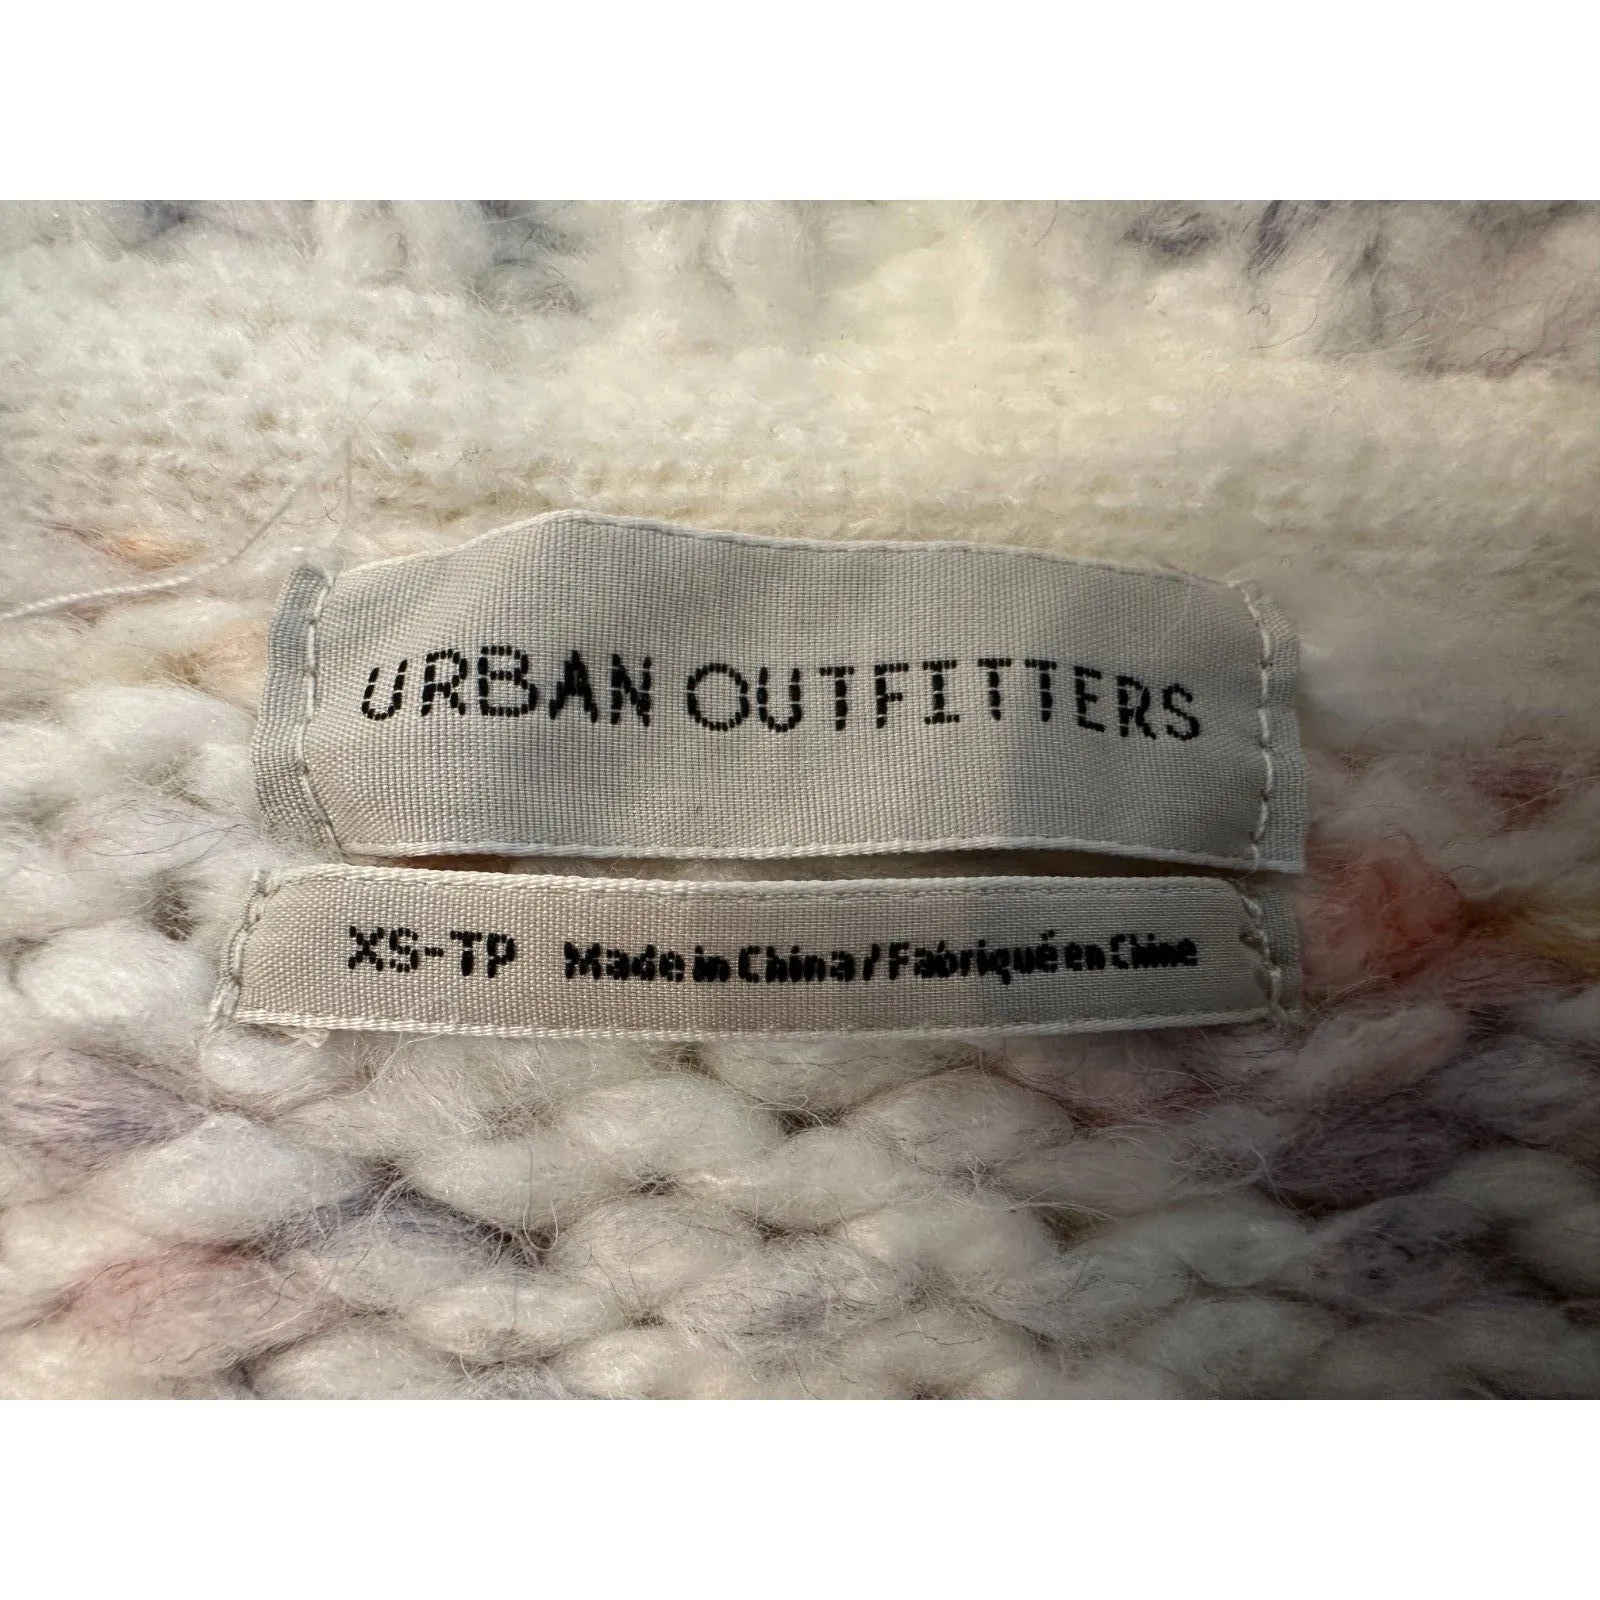 URBAN OUTFITTERS
XS-TP Made in China / Fabriqué en Chine